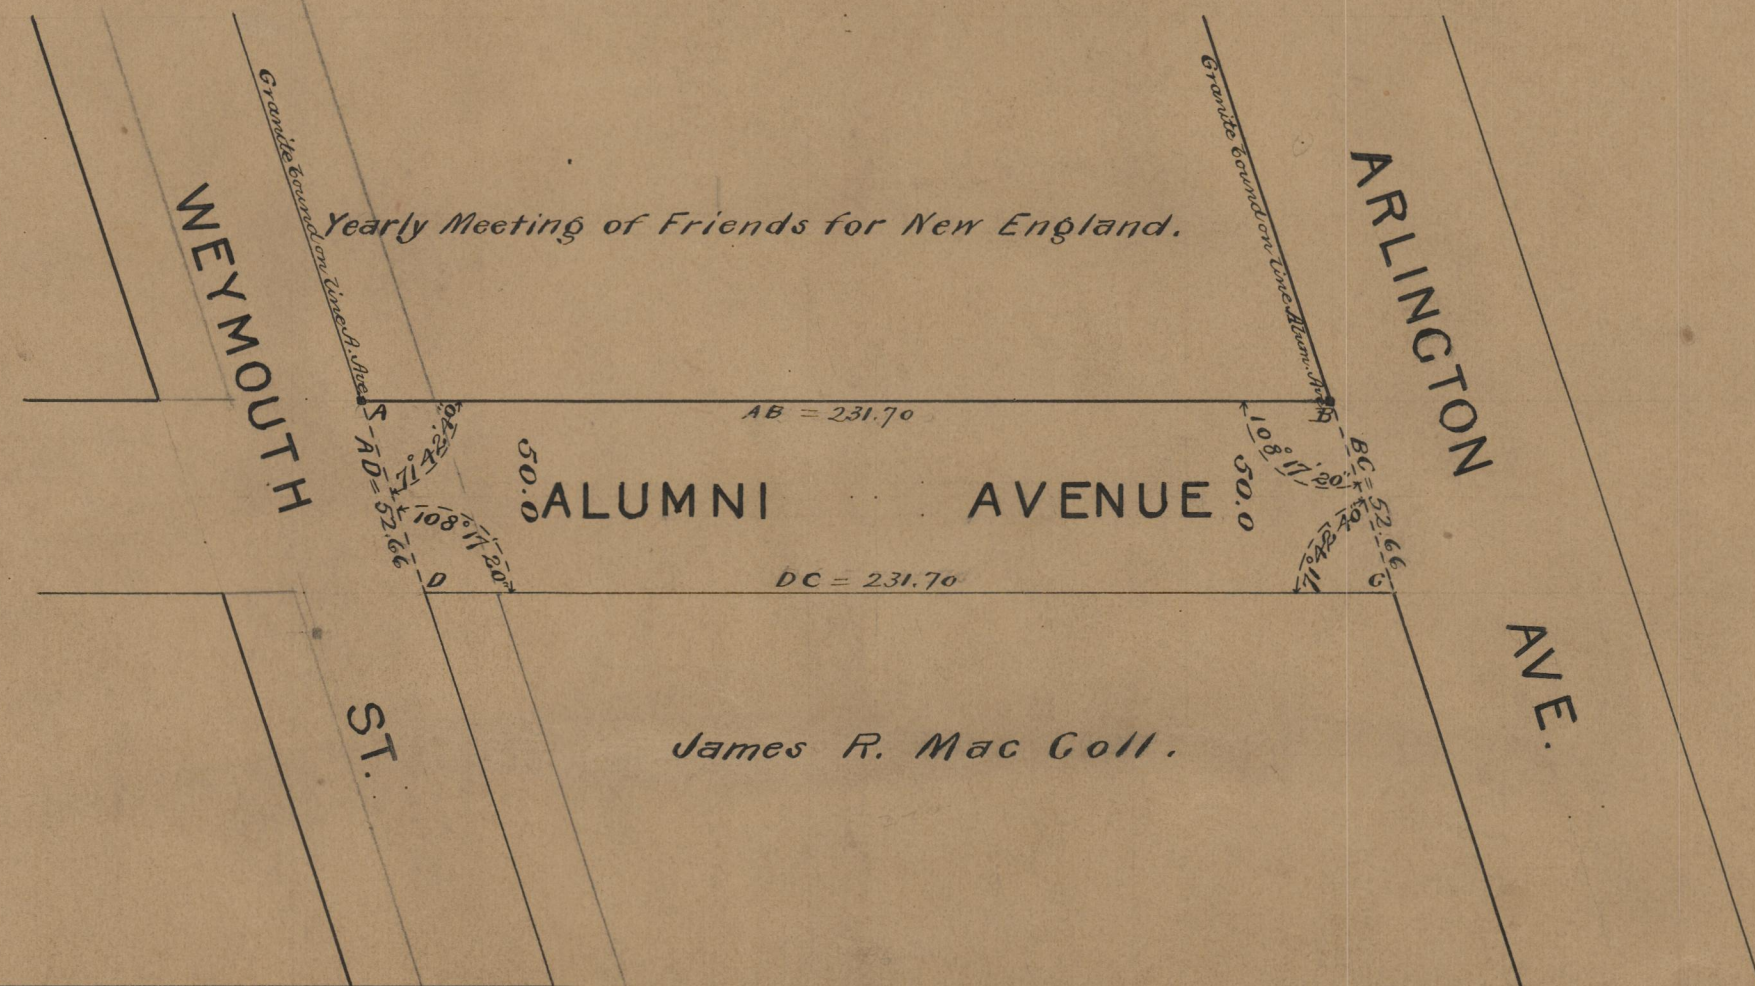 Granite bound on line A. Ave.
Granite bound on line Alum. Ave.
WEYMOUTH ST.
ARLINGTON AVE.
Yearly Meeting of Friends for New England.
A
B
AB = 231.70
71° 42' 40"
108° 17' 20"
AD = 52.66
BC = 52.66
50.0
ALUMNI AVENUE
50.0
108° 17' 20"
71° 42' 40"
D
DC = 231.70
C
James R. Mac Coll.